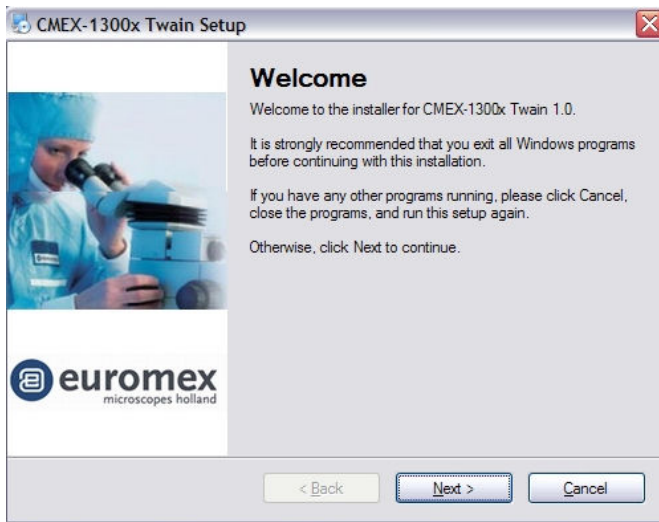 CMEX-1300x Twain Setup
Welcome
Welcome to the installer for CMEX-1300x Twain 1.0.
It is strongly recommended that you exit all Windows programs
before continuing with this installation.
If you have any other programs running, please click Cancel,
close the programs, and run this setup again.
Otherwise, click Next to continue.
euromex
microscopes holland
< Back
Next >
Cancel